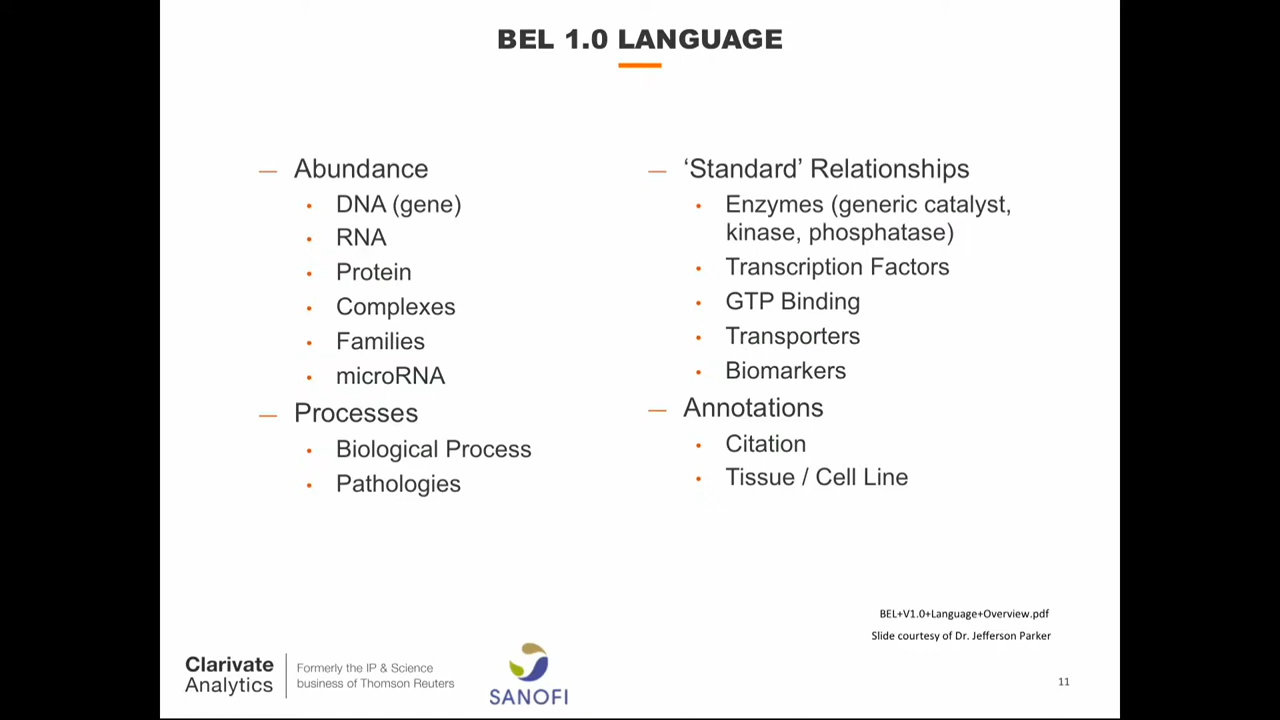 BEL 1.0 LANGUAGE
— Abundance
• DNA (gene)
• RNA
• Protein
• Complexes
• Families
• microRNA
— Processes
• Biological Process
• Pathologies
— ‘Standard’ Relationships
• Enzymes (generic catalyst,
kinase, phosphatase)
• Transcription Factors
• GTP Binding
• Transporters
• Biomarkers
— Annotations
• Citation
• Tissue / Cell Line
BEL+V1.0+Language+Overview.pdf
Slide courtesy of Dr. Jefferson Parker
Clarivate
Analytics
Formerly the IP & Science
business of Thomson Reuters
SANOFI
11